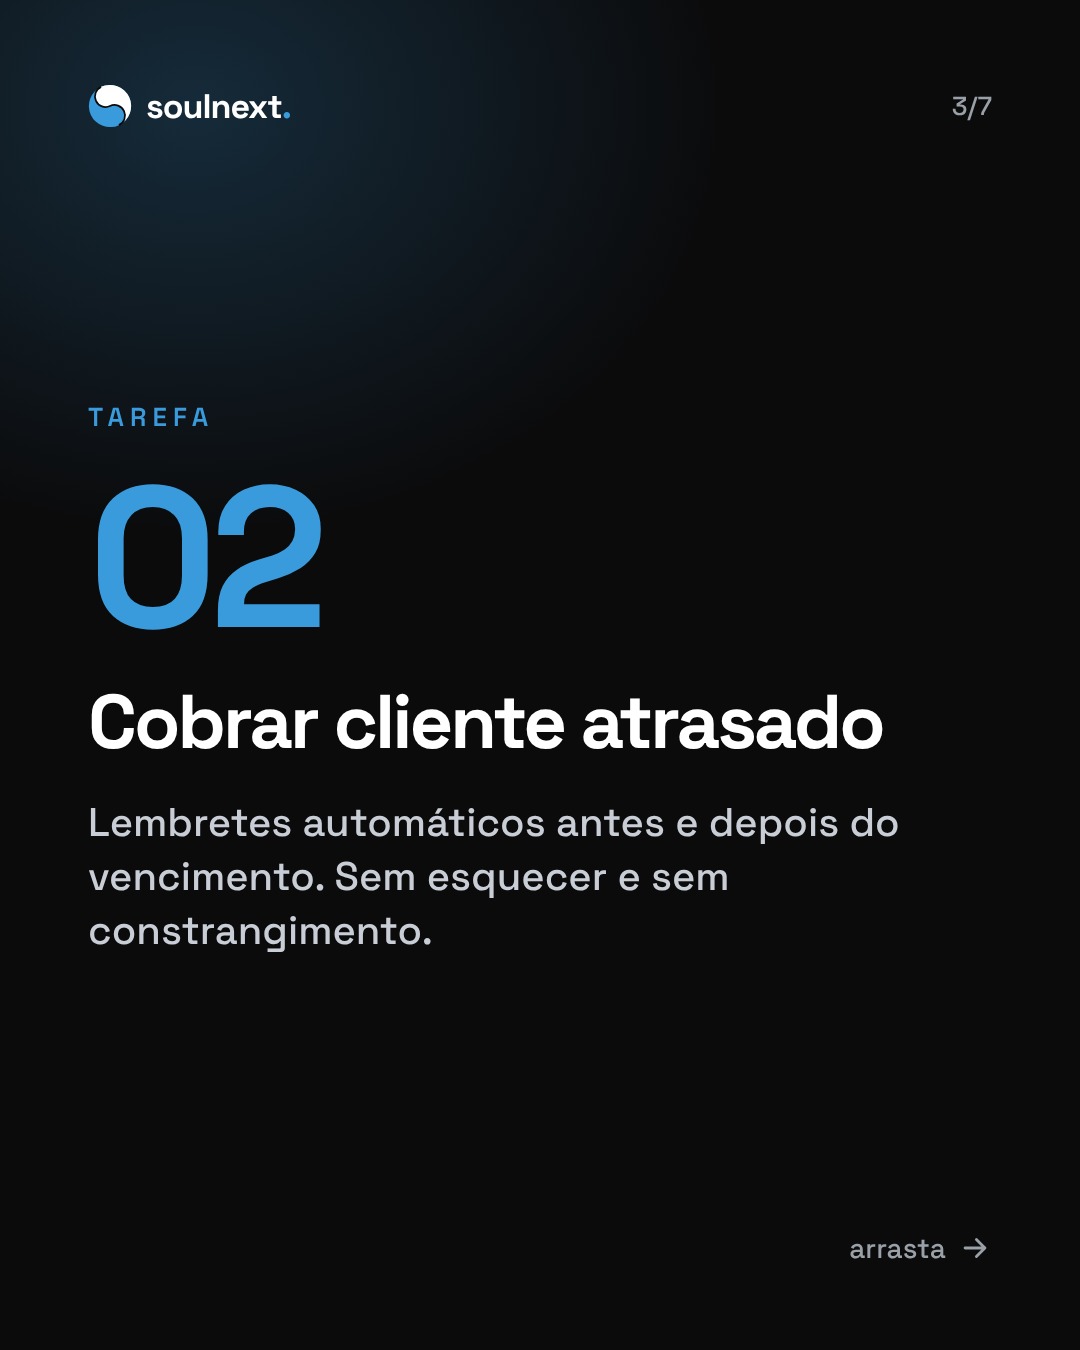 soulnext.
3/7
TAREFA
02
Cobrar cliente atrasado
Lembretes automáticos antes e depois do
vencimento. Sem esquecer e sem
constrangimento.
arrasta →